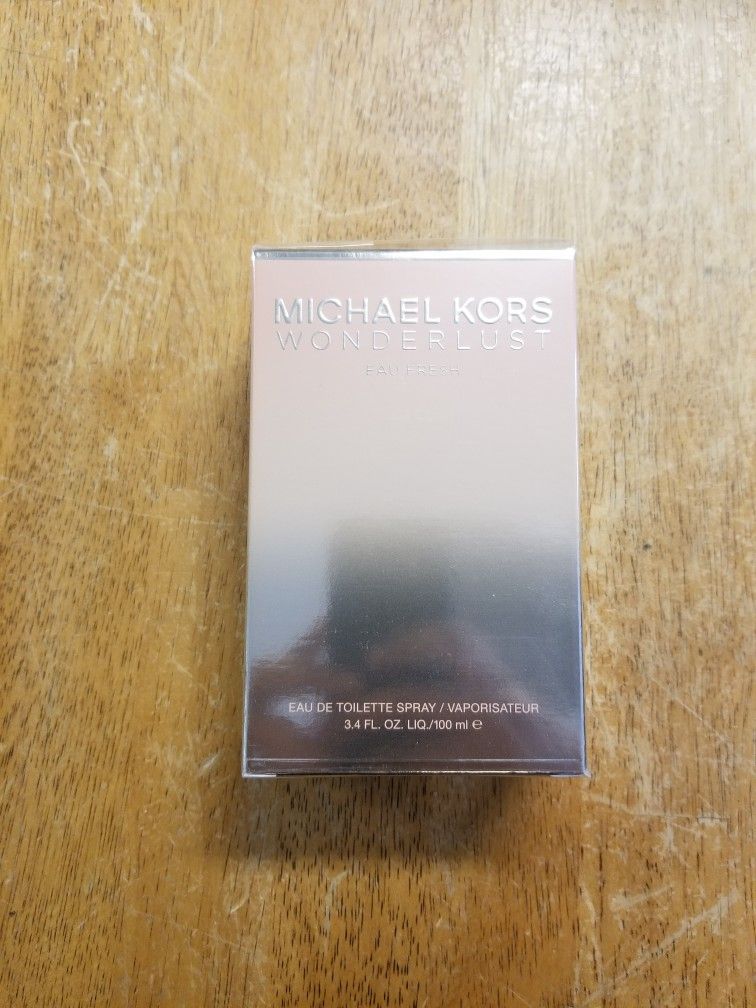 MICHAEL KORS
WONDERLUST
EAU FRESH
EAU DE TOILETTE SPRAY / VAPORISATEUR
3.4 FL. OZ. LIQ./100 ml ℮